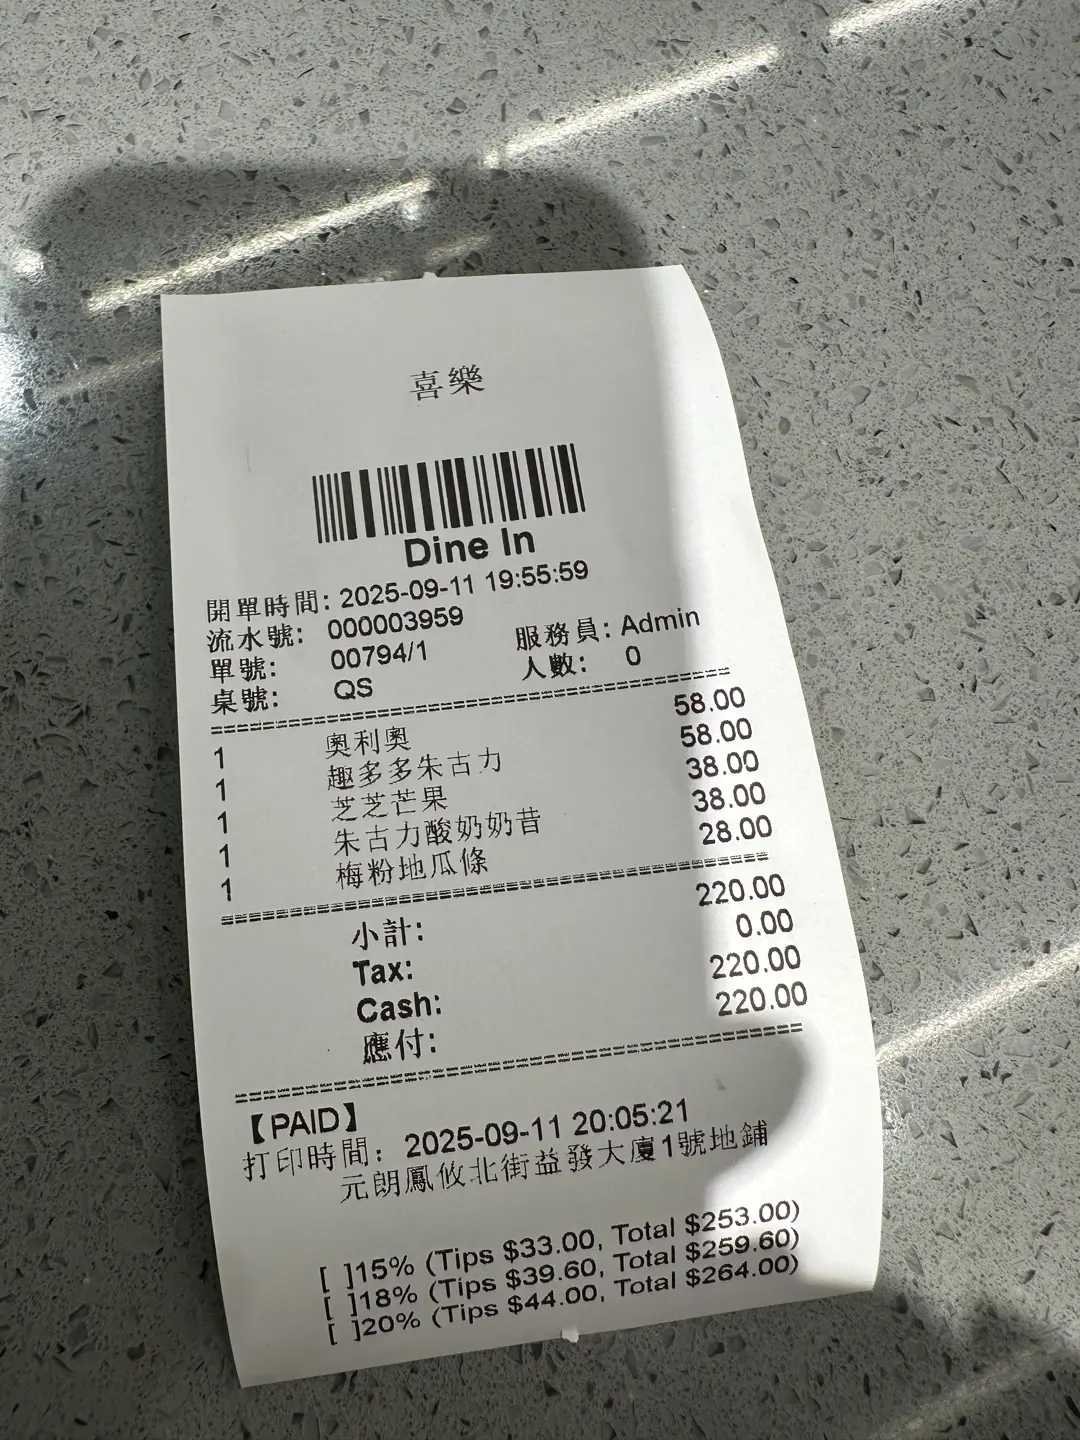 喜樂
Dine In
開單時間: 2025-09-11 19:55:59
流水號: 000003959
單號: 00794/1 服務員: Admin
桌號: QS 人數: 0
1 奧利奧 58.00
1 趣多多朱古力 58.00
1 芝芝芒果 38.00
1 朱古力酸奶奶昔 38.00
1 梅粉地瓜條 28.00
小計: 220.00
Tax: 0.00
Cash: 220.00
應付: 220.00
【PAID】
打印時間: 2025-09-11 20:05:21
元朗鳳攸北街益發大廈1號地鋪
[ ]15% (Tips $33.00, Total $253.00)
[ ]18% (Tips $39.60, Total $259.60)
[ ]20% (Tips $44.00, Total $264.00)